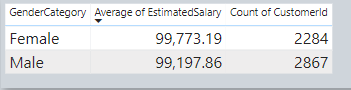 GenderCategory Average of EstimatedSalary Count of CustomerId
Female 99,773.19 2284
Male 99,197.86 2867